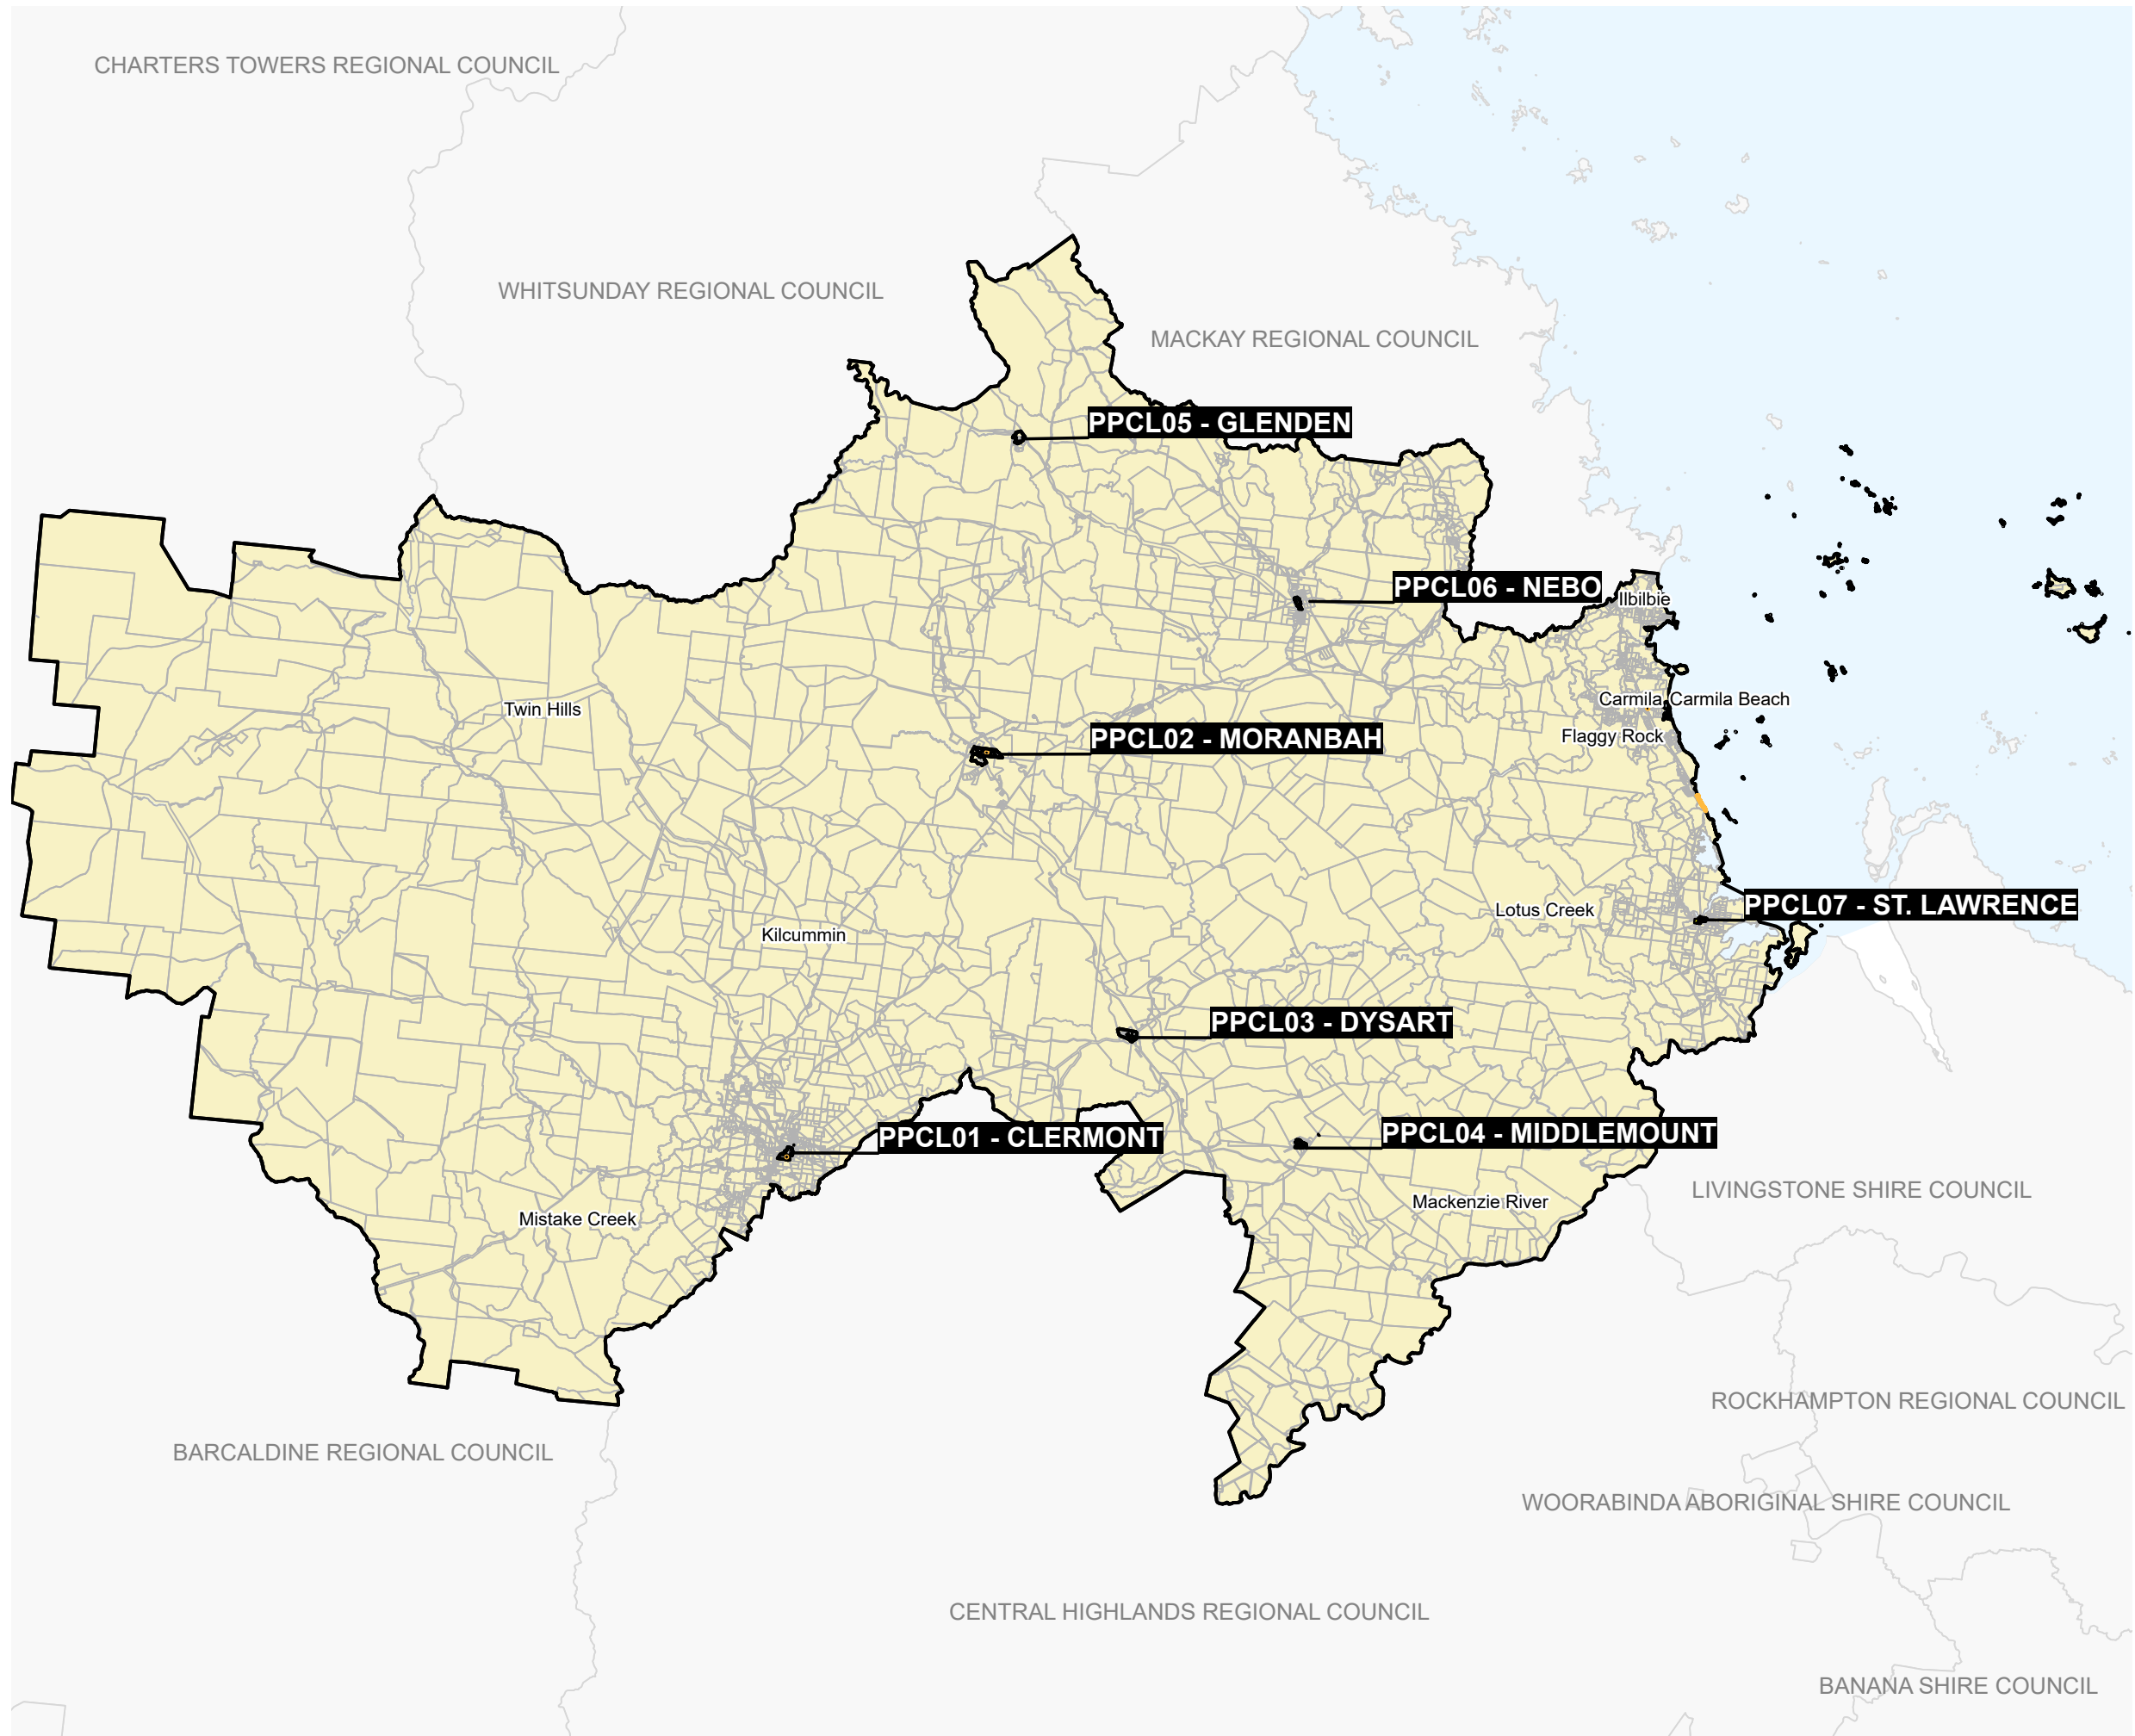 CHARTERS TOWERS REGIONAL COUNCIL
WHITSUNDAY REGIONAL COUNCIL
MACKAY REGIONAL COUNCIL
PPCL05 - GLENDEN
PPCL06 - NEBO
Ilbilbie
Twin Hills
Carmila
Carmila Beach
Flaggy Rock
PPCL02 - MORANBAH
PPCL07 - ST. LAWRENCE
Lotus Creek
Kilcummin
PPCL03 - DYSART
PPCL04 - MIDDLEMOUNT
PPCL01 - CLERMONT
LIVINGSTONE SHIRE COUNCIL
Mackenzie River
Mistake Creek
ROCKHAMPTON REGIONAL COUNCIL
BARCALDINE REGIONAL COUNCIL
WOORABINDA ABORIGINAL SHIRE COUNCIL
CENTRAL HIGHLANDS REGIONAL COUNCIL
BANANA SHIRE COUNCIL